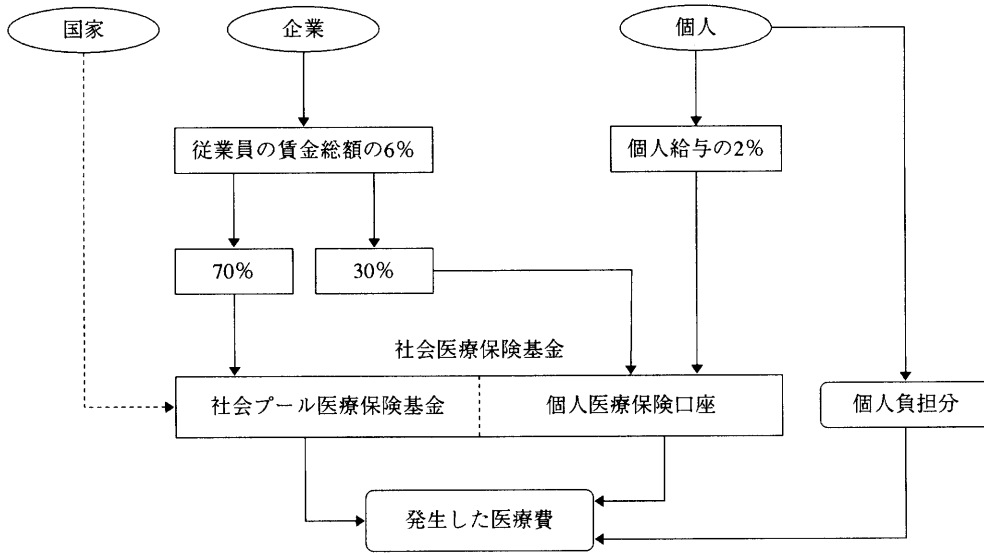 国家
企業
個人
従業員の賃金総額の6%
個人給与の2%
70%
30%
社会医療保険基金
社会プール医療保険基金
個人医療保険口座
個人負担分
発生した医療費